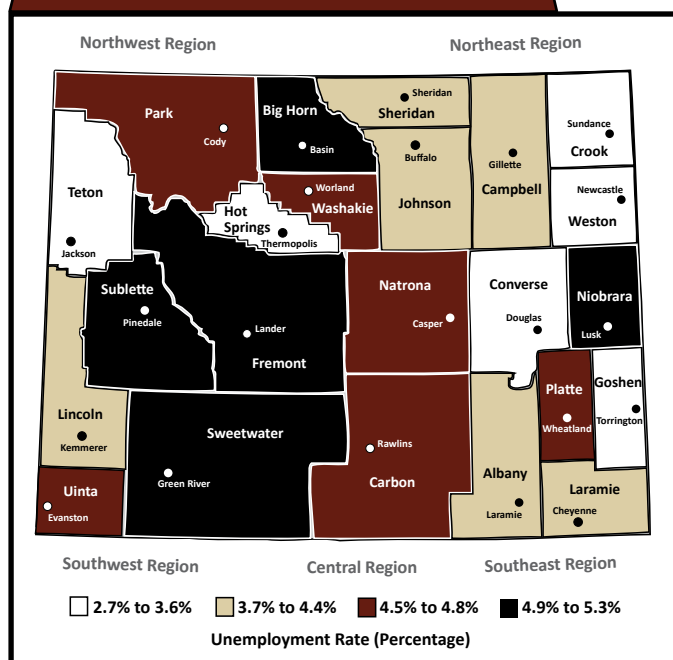 Northwest Region
Northeast Region
Park
Cody
Big Horn
Basin
Sheridan
Sheridan
Buffalo
Johnson
Gillette
Campbell
Sundance
Crook
Newcastle
Weston
Teton
Jackson
Hot
Springs
Thermopolis
Worland
Washakie
Sublette
Pinedale
Lander
Fremont
Natrona
Casper
Converse
Douglas
Niobrara
Lusk
Lincoln
Kemmerer
Sweetwater
Green River
Rawlins
Carbon
Platte
Wheatland
Goshen
Torrington
Uinta
Evanston
Albany
Laramie
Laramie
Cheyenne
Southwest Region
Central Region
Southeast Region
2.7% to 3.6%
3.7% to 4.4%
4.5% to 4.8%
4.9% to 5.3%
Unemployment Rate (Percentage)